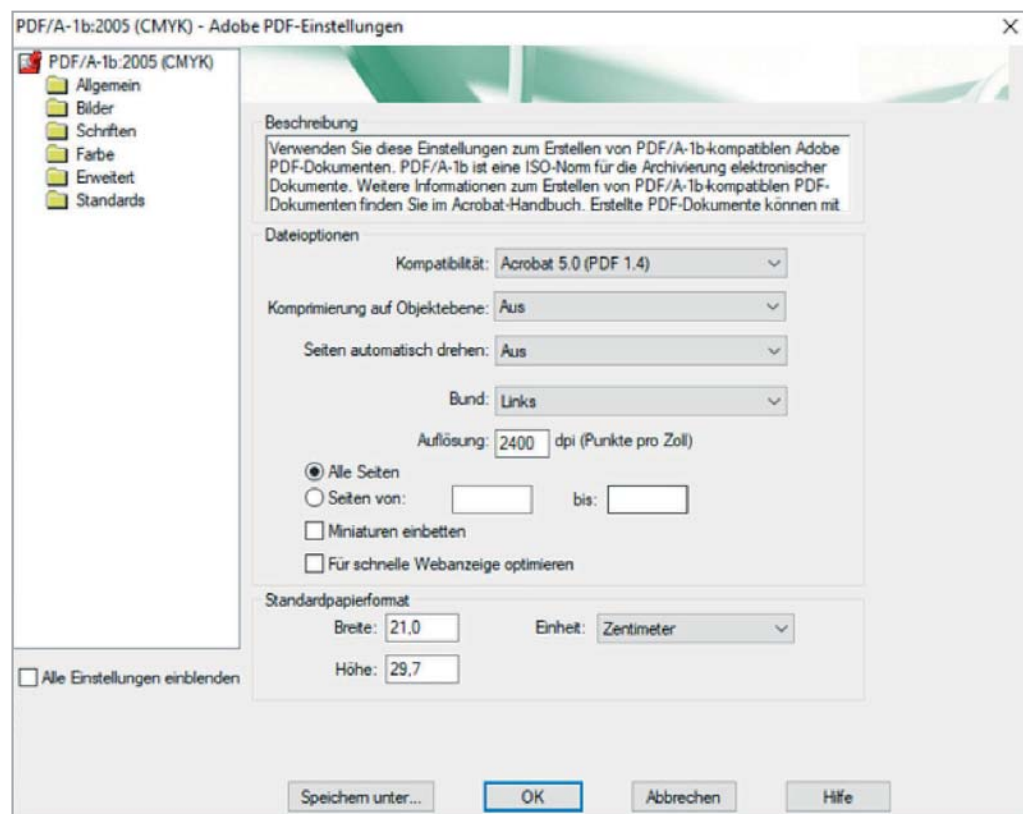 PDF/A-1b:2005 (CMYK) - Adobe PDF-Einstellungen
PDF/A-1b:2005 (CMYK)
Allgemein
Bilder
Schriften
Farbe
Erweitert
Standards
Alle Einstellungen einblenden
Beschreibung
Verwenden Sie diese Einstellungen zum Erstellen von PDF/A-1b-kompatiblen Adobe
PDF-Dokumenten. PDF/A-1b ist eine ISO-Norm für die Archivierung elektronischer
Dokumente. Weitere Informationen zum Erstellen von PDF/A-1b-kompatiblen PDF-
Dokumenten finden Sie im Acrobat-Handbuch. Erstellte PDF-Dokumente können mit
Dateioptionen
Kompatibilität: Acrobat 5.0 (PDF 1.4)
Komprimierung auf Objektebene: Aus
Seiten automatisch drehen: Aus
Bund: Links
Auflösung: 2400 dpi (Punkte pro Zoll)
Alle Seiten
Seiten von: bis:
Miniaturen einbetten
Für schnelle Webanzeige optimieren
Standardpapierformat
Breite: 21,0 Einheit: Zentimeter
Höhe: 29,7
Speichern unter... OK Abbrechen Hilfe